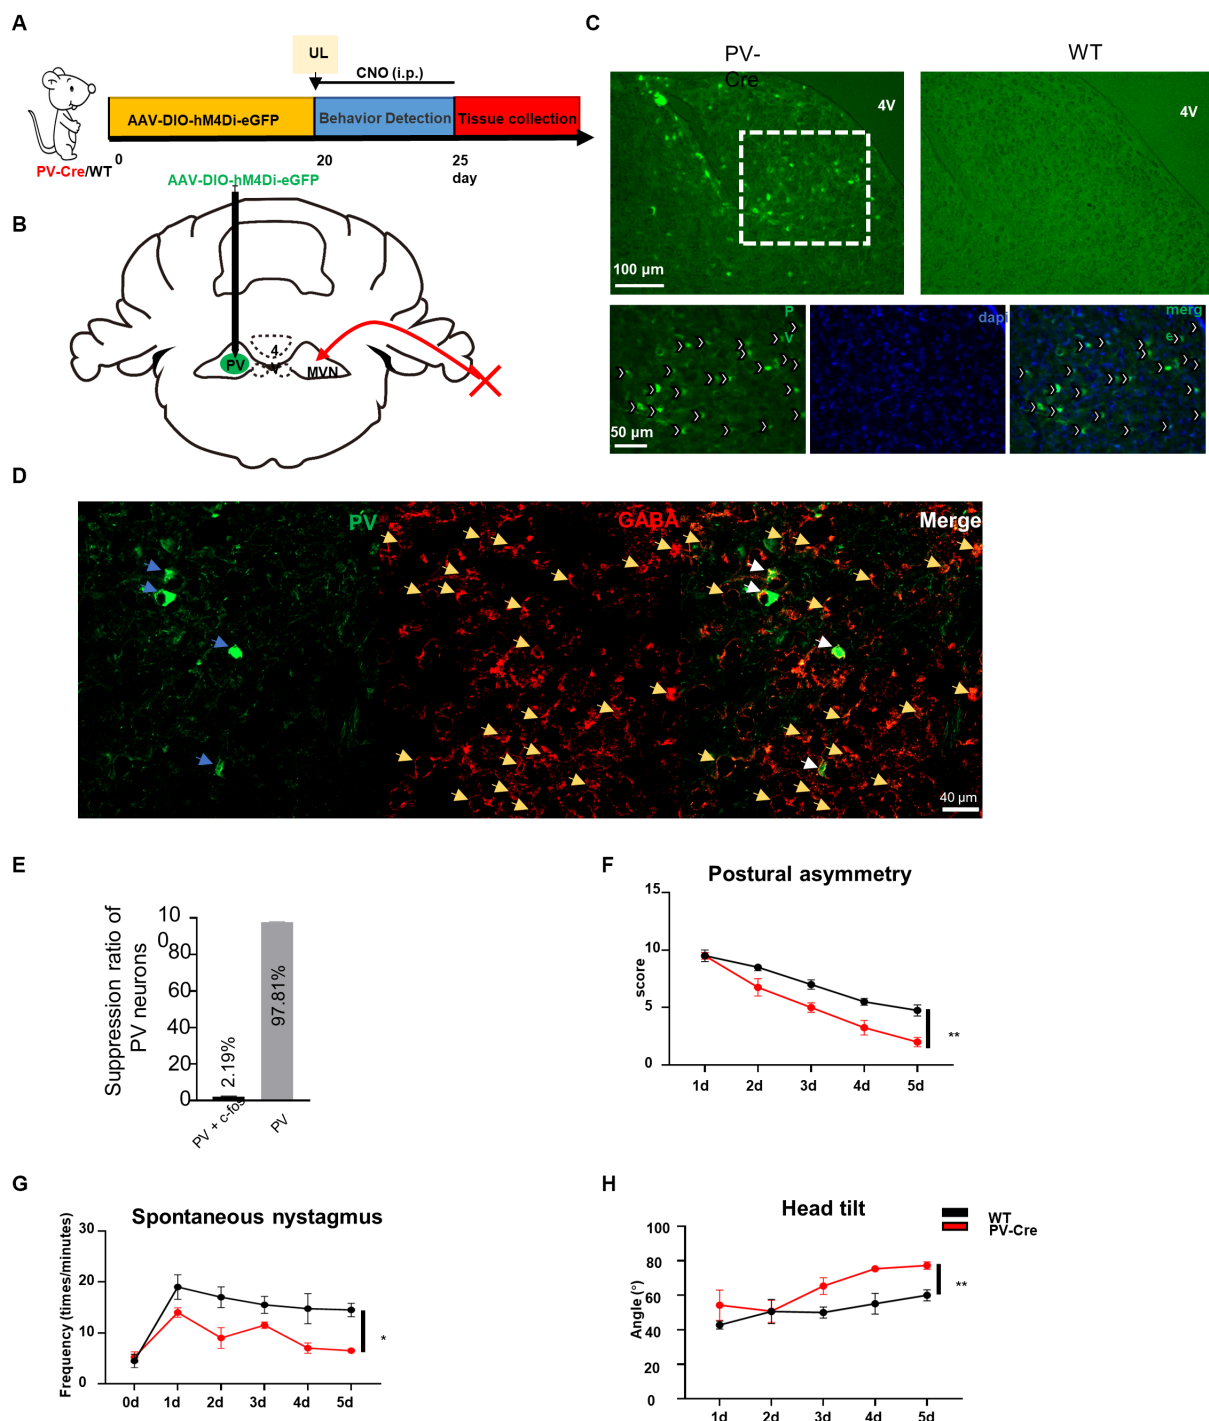 A
UL
CNO (i.p.)
AAV-DIO-hM4Di-eGFP
Behavior Detection
Tissue collection
PV-Cre/WT
0
20
25
day
AAV-DIO-hM4Di-eGFP
B
PV
4
MVN
C
PV-
Cre
WT
4V
4V
100 μm
P
V
dapi
merg
e
50 μm
D
PV
GABA
Merge
40 μm
E
Suppression ratio of
PV neurons
10
0
80
60
40
20
0
2.19%
97.81%
PV + c-fos
PV
F
Postural asymmetry
score
15
10
5
0
1d
2d
3d
4d
5d
**
G
Spontaneous nystagmus
Frequency (times/minutes)
30
20
10
0
0d
1d
2d
3d
4d
5d
*
H
Head tilt
WT
PV-Cre
Angle (°)
100
80
60
40
20
0
1d
2d
3d
4d
5d
**